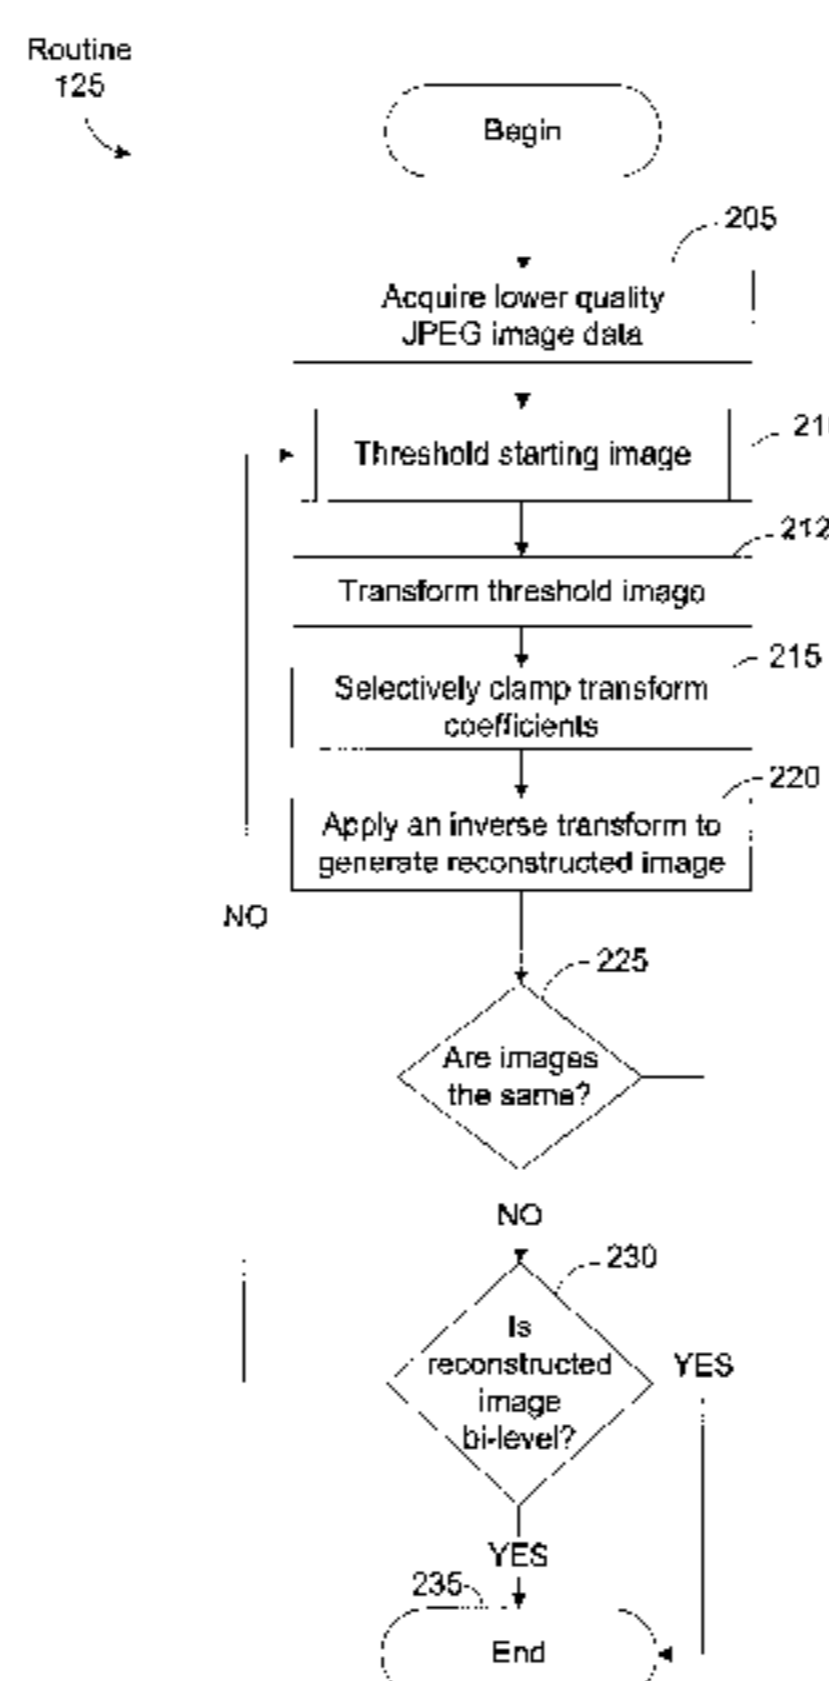 Routine
125
Begin
205
Acquire lower quality
JPEG image data
Threshold starting image
212
Transform threshold image
215
Selectively clamp transform
coefficients
220
Apply an inverse transform to
generate reconstructed image
NO
225
Are images
the same?
NO
230
Is
reconstructed
image
bi-level?
YES
YES
235
End